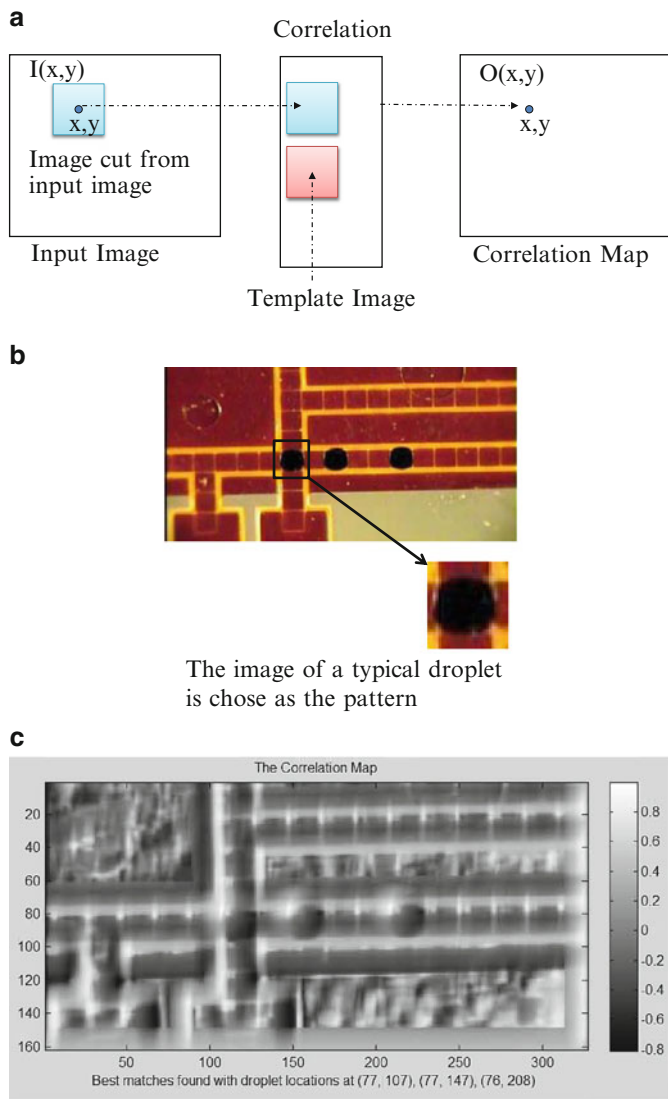 a
Correlation
I(x,y)
x,y
Image cut from
input image
Input Image
Template Image
O(x,y)
x,y
Correlation Map
b
The image of a typical droplet
is chose as the pattern
c
The Correlation Map
20
40
60
80
100
120
140
160
50
100
150
200
250
300
0.8
0.6
0.4
0.2
0
-0.2
-0.4
-0.6
-0.8
Best matches found with droplet locations at (77, 107), (77, 147), (76, 208)